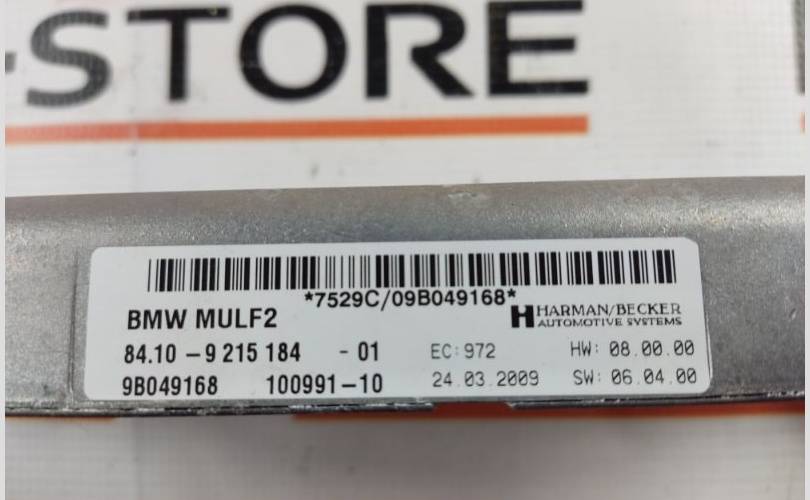 -STORE
*7529C/09B049168*
BMW MULF2
HARMAN/BECKER
AUTOMOTIVE SYSTEMS
84.10 - 9 215 184 - 01 EC: 972 HW: 08.00.00
9B049168 100991-10 24.03.2009 SW: 06.04.00